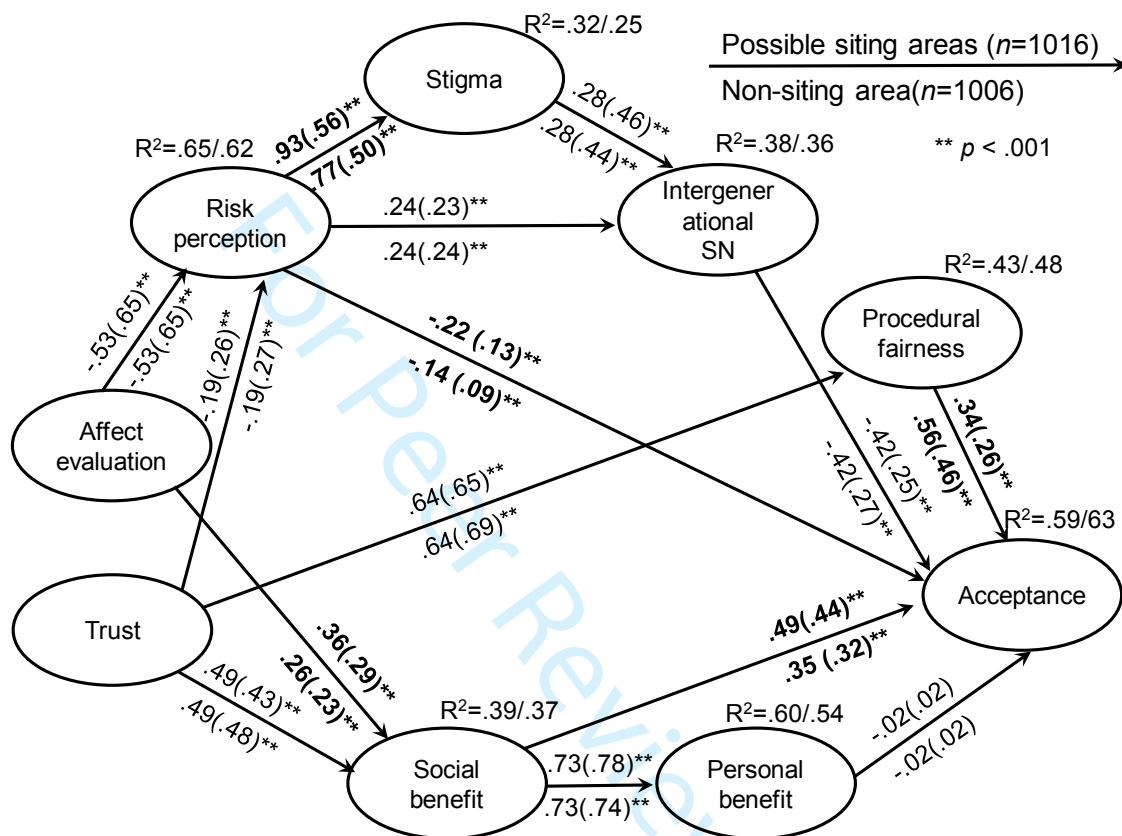 R²=.32/.25
Possible siting areas (n=1016)
Non-siting area(n=1006)
** p < .001
Stigma
.28(.46)**
.28(.44)**
R²=.65/.62
.93(.56)**
.77(.50)**
R²=.38/.36
Risk
perception
.24(.23)**
.24(.24)**
Intergener
ational
SN
R²=.43/.48
Procedural
fairness
-.53(.65)**
-.53(.65)**
-.19(.26)**
-.19(.27)**
-.22 (.13)**
-.14 (.09)**
Affect
evaluation
.34(.26)**
.56(.46)**
-.42(.25)**
-.42(.27)**
.64(.65)**
.64(.69)**
R²=.59/63
Trust
Acceptance
.36(.29)**
.26(.23)**
.49(.44)**
.35 (.32)**
.49(.43)**
.49(.48)**
R²=.39/.37
R²=.60/.54
Social
benefit
.73(.78)**
.73(.74)**
Personal
benefit
-.02(.02)
-.02(.02)
For Peer Review